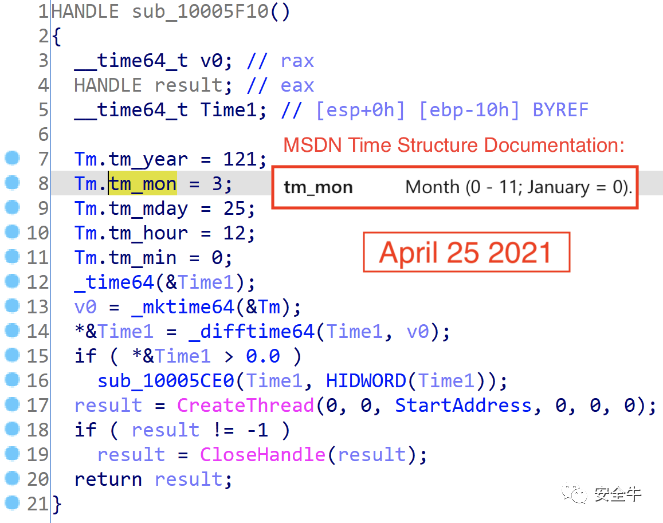 1 HANDLE sub_10005F10()
2 {
3 __time64_t v0; // rax
4 HANDLE result; // eax
5 __time64_t Time1; // [esp+0h] [ebp-10h] BYREF
6
MSDN Time Structure Documentation:
7 Tm.tm_year = 121;
8 Tm.tm_mon = 3;
tm_mon Month (0 - 11; January = 0).
9 Tm.tm_mday = 25;
10 Tm.tm_hour = 12;
11 Tm.tm_min = 0;
April 25 2021
12 _time64(&Time1);
13 v0 = _mktime64(&Tm);
14 *&Time1 = _difftime64(Time1, v0);
15 if ( *&Time1 > 0.0 )
16 sub_10005CE0(Time1, HIDWORD(Time1));
17 result = CreateThread(0, 0, StartAddress, 0, 0, 0);
18 if ( result != -1 )
19 result = CloseHandle(result);
20 return result;
21 }
安全牛